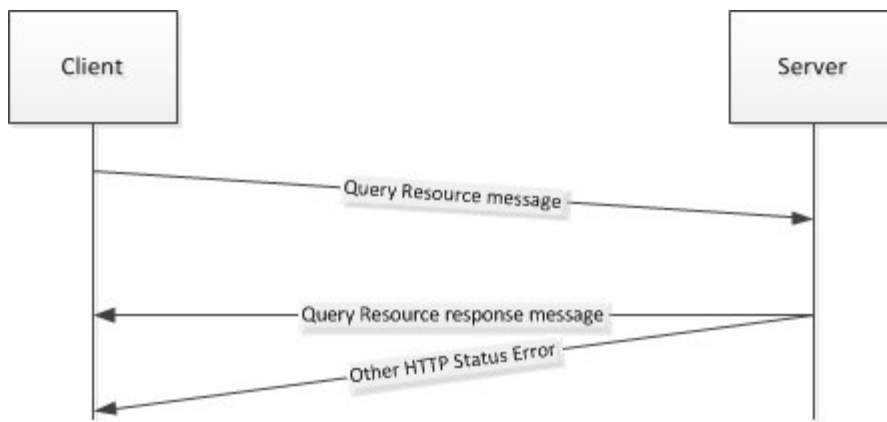 Client
Server
Query Resource message
Query Resource response message
Other HTTP Status Error